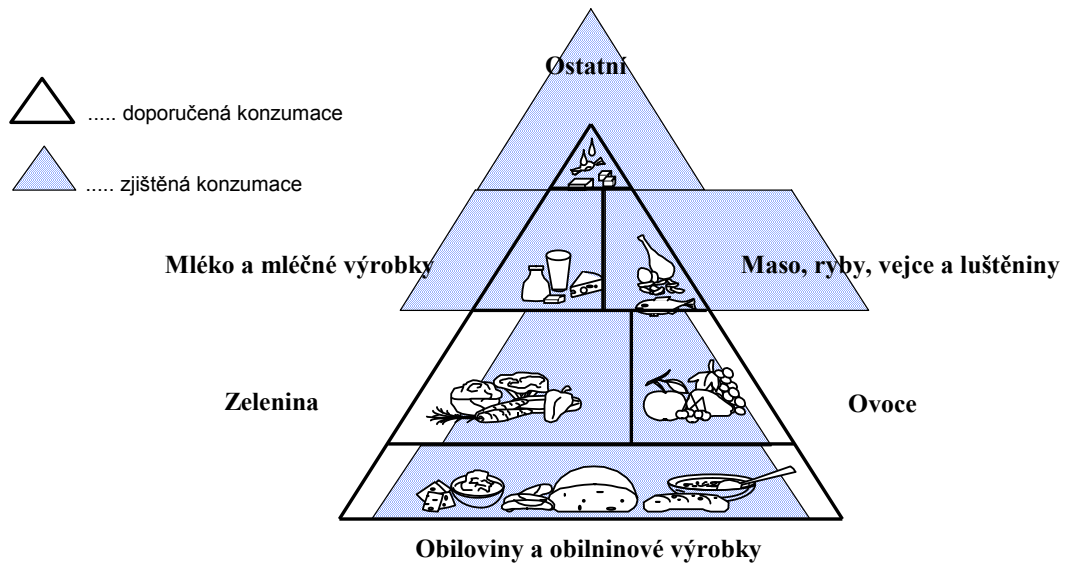 Ostatní
..... doporučená konzumace
..... zjištěná konzumace
Mléko a mléčné výrobky
Maso, ryby, vejce a luštěniny
Zelenina
Ovoce
Obiloviny a obilninové výrobky